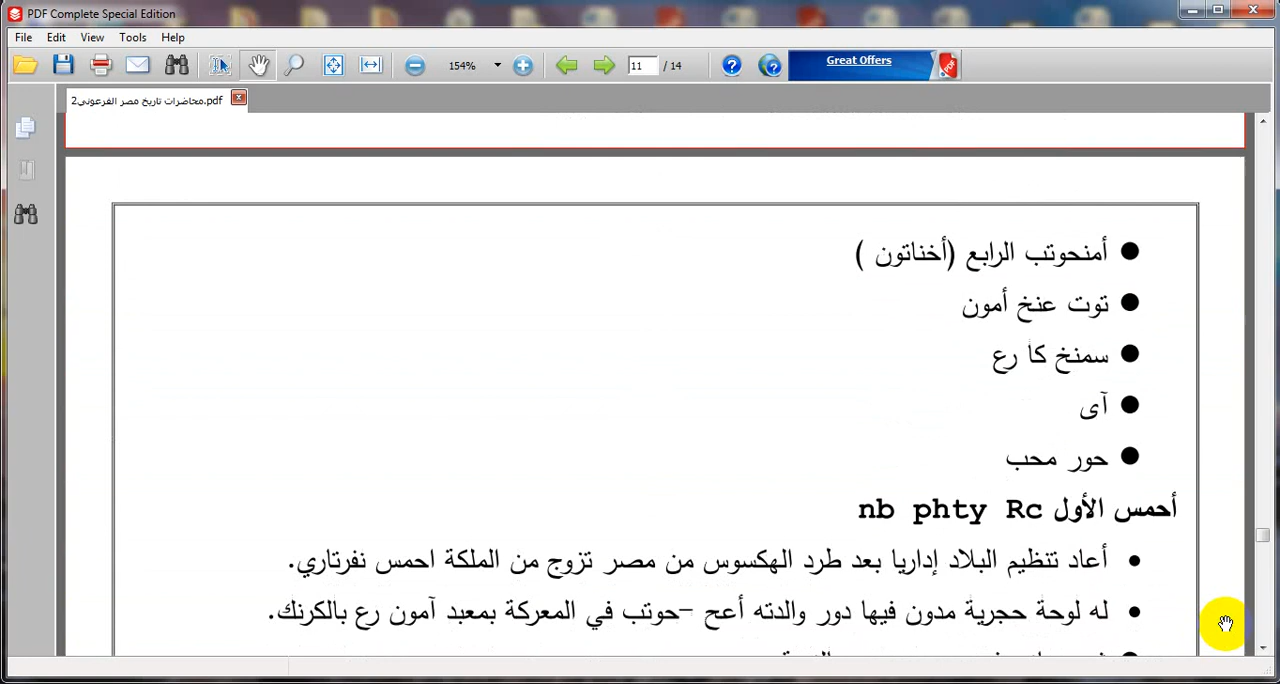 PDF Complete Special Edition
File Edit View Tools Help
154% 11 / 14 Great Offers
محاضرات تاريخ مصر الفرعونى2.pdf
● أمنحوتب الرابع (أخناتون )
● توت عنخ أمون
● سمنخ كا رع
● آى
● حور محب
أحمس الأول nb phty Rc
• أعاد تنظيم البلاد إداريا بعد طرد الهكسوس من مصر تزوج من الملكة احمس نفرتاري.
• له لوحة حجرية مدون فيها دور والدته أعح –حوتب في المعركة بمعبد آمون رع بالكرنك.